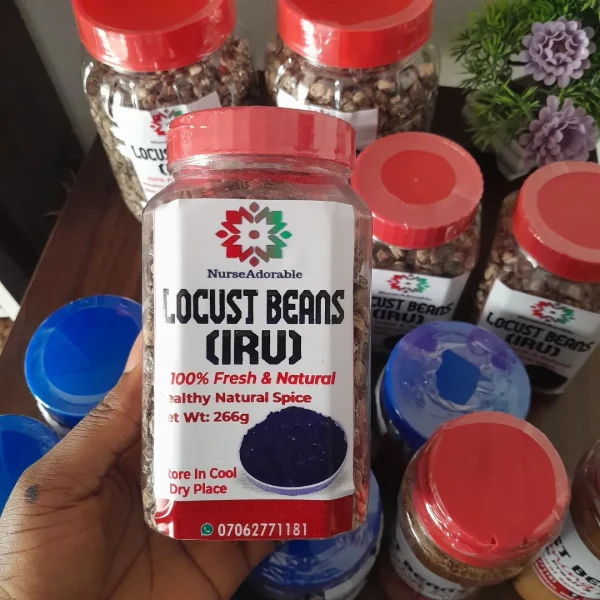 NurseAdorable
LOCUST BEANS
(IRU)
100% Fresh & Natural
ealthy Natural Spice
et Wt: 266g
tore In Cool
Dry Place
07062771181
LOCUST
LOCUST BEANS
(IRU)
(IRU)